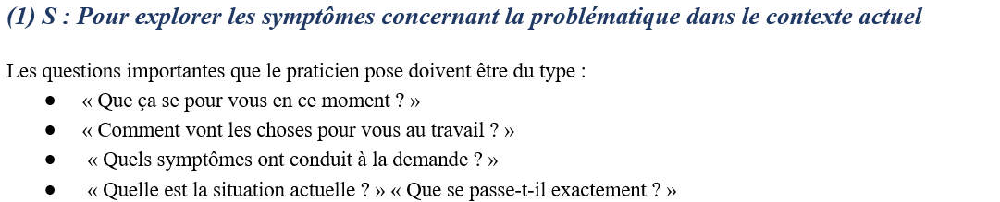 (1) S : Pour explorer les symptômes concernant la problématique dans le contexte actuel
Les questions importantes que le praticien pose doivent être du type :
● « Que ça se pour vous en ce moment ? »
● « Comment vont les choses pour vous au travail ? »
● « Quels symptômes ont conduit à la demande ? »
● « Quelle est la situation actuelle ? » « Que se passe-t-il exactement ? »